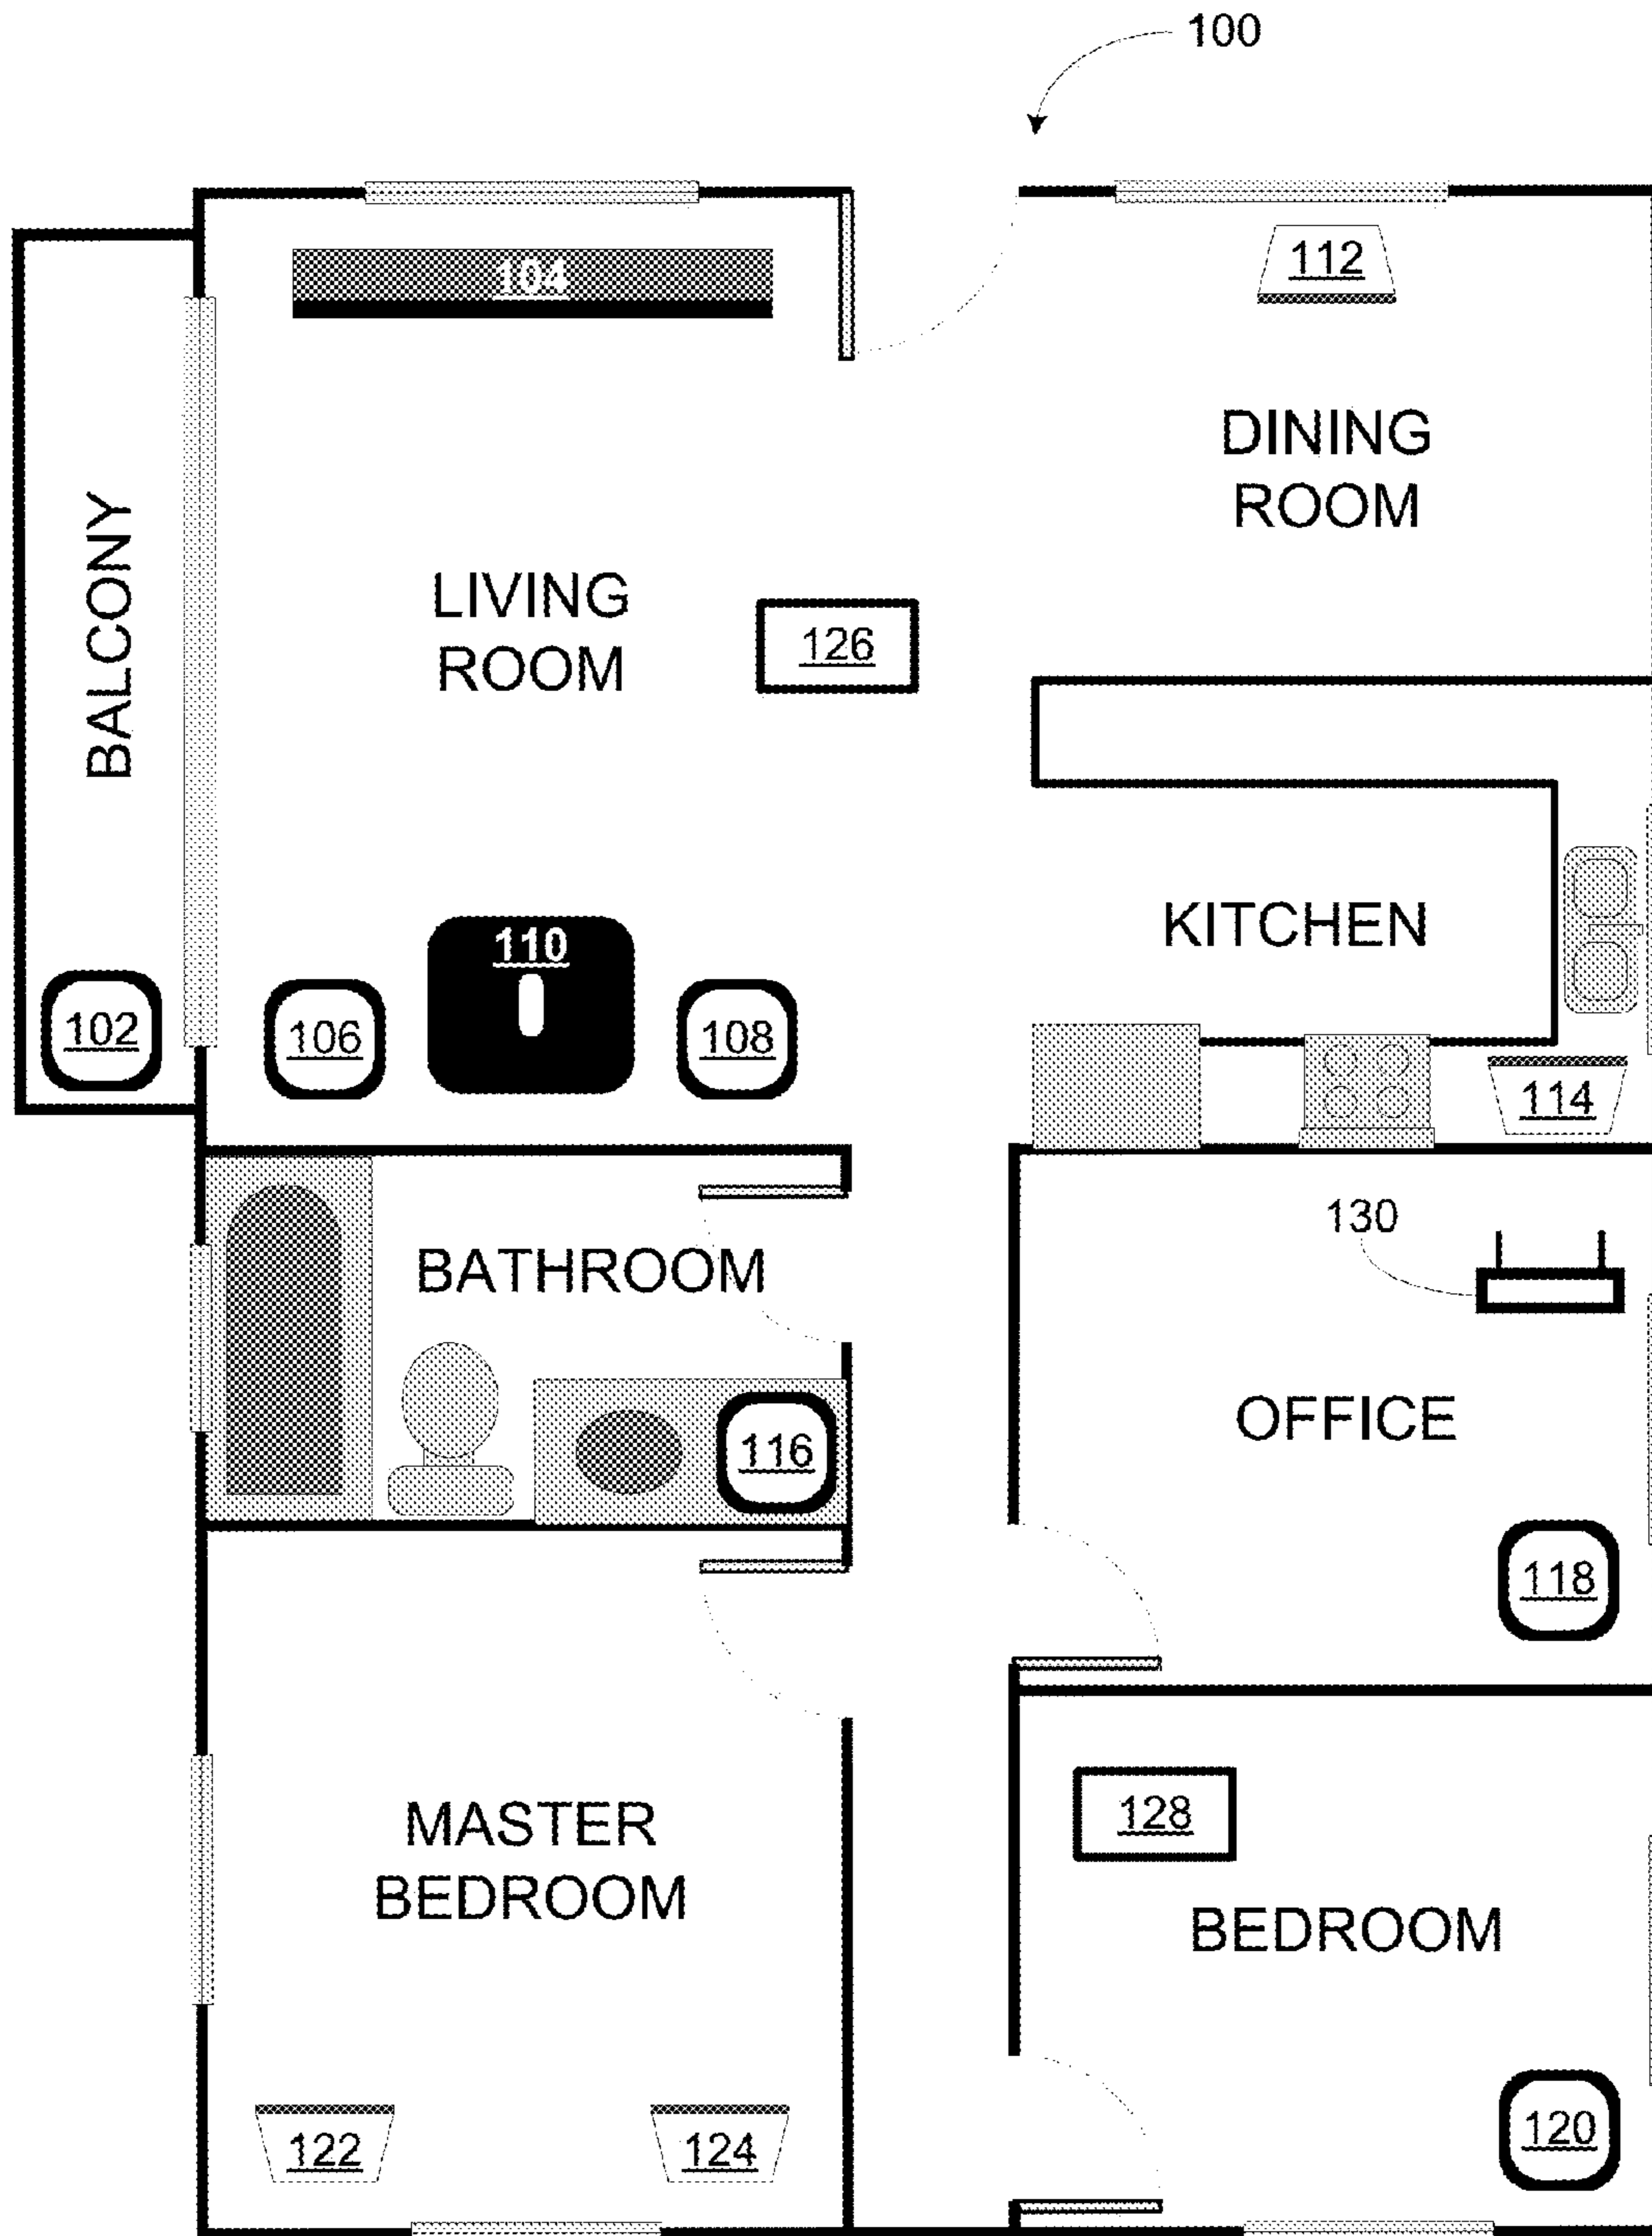 100
104
112
DINING
ROOM
BALCONY
LIVING
ROOM
126
KITCHEN
110
102
106
108
114
BATHROOM
130
OFFICE
116
118
MASTER
BEDROOM
128
BEDROOM
122
124
120